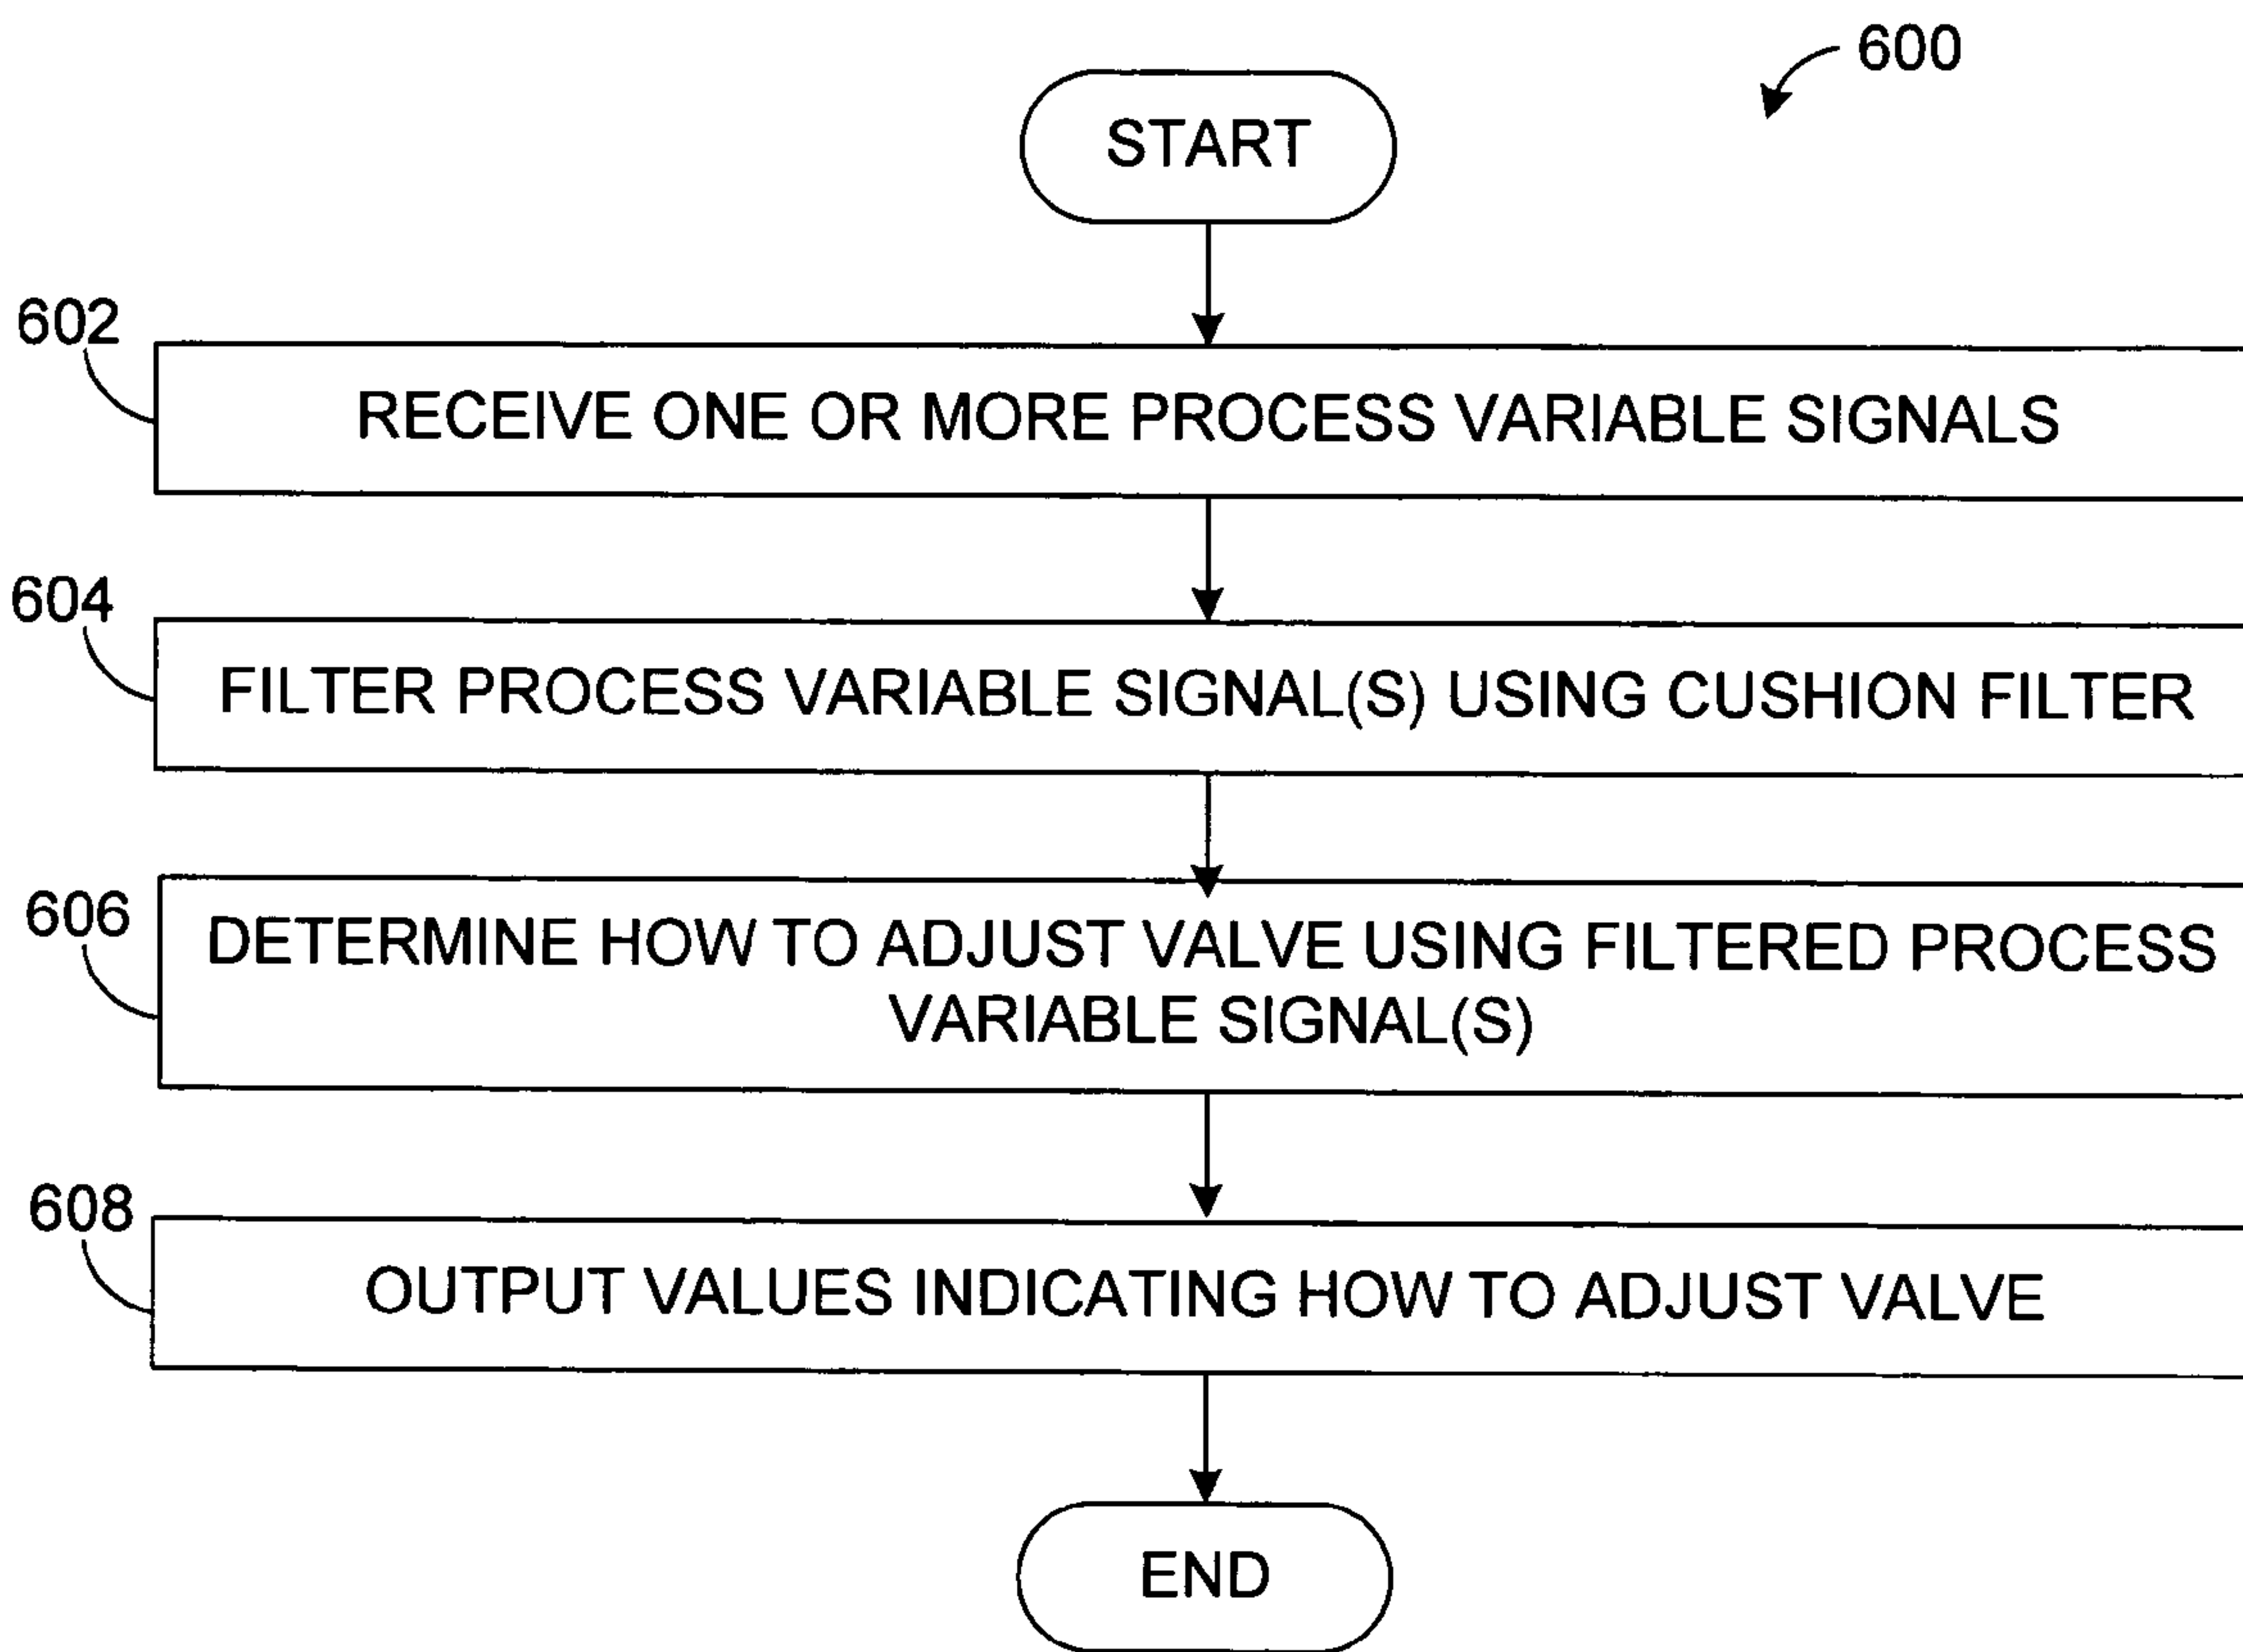 600
START
602
RECEIVE ONE OR MORE PROCESS VARIABLE SIGNALS
604
FILTER PROCESS VARIABLE SIGNAL(S) USING CUSHION FILTER
606
DETERMINE HOW TO ADJUST VALVE USING FILTERED PROCESS
VARIABLE SIGNAL(S)
608
OUTPUT VALUES INDICATING HOW TO ADJUST VALVE
END